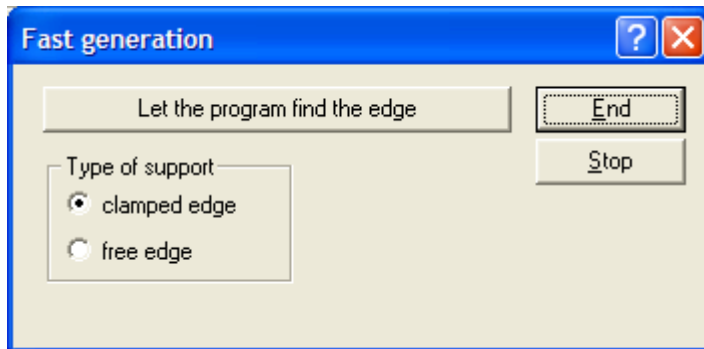 Fast generation
Let the program find the edge
End
Type of support
Stop
clamped edge
free edge